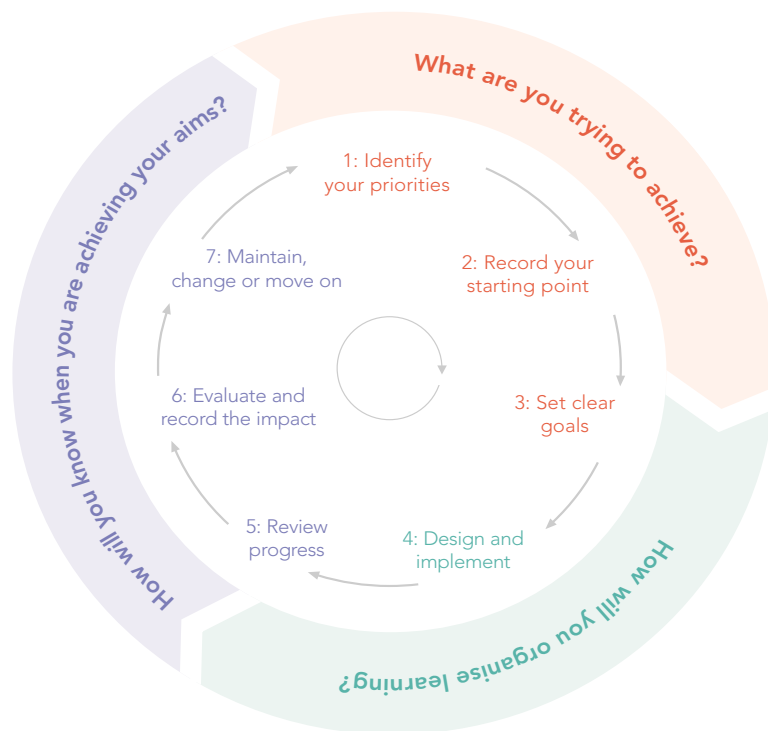 What are you trying to achieve?
1: Identify
your priorities
2: Record your
starting point
3: Set clear
goals
How will you organise learning?
4: Design and
implement
How will you know when you are achieving your aims?
5: Review
progress
6: Evaluate and
record the impact
7: Maintain,
change or move on